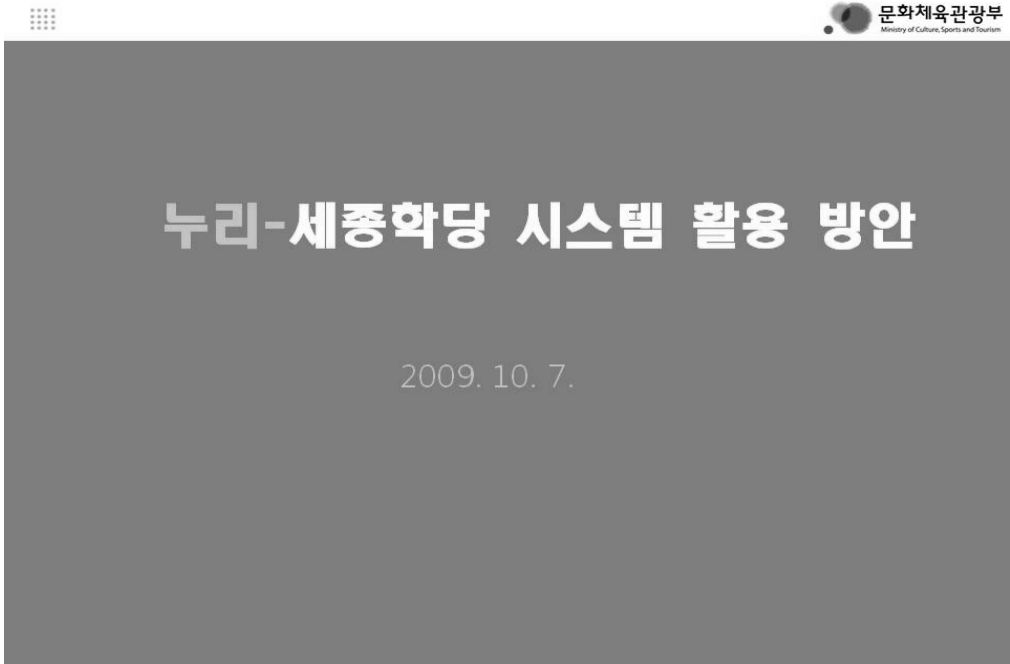 문화체육관광부
Ministry of Culture, Sports and Tourism
누리-세종학당 시스템 활용 방안
2009. 10. 7.